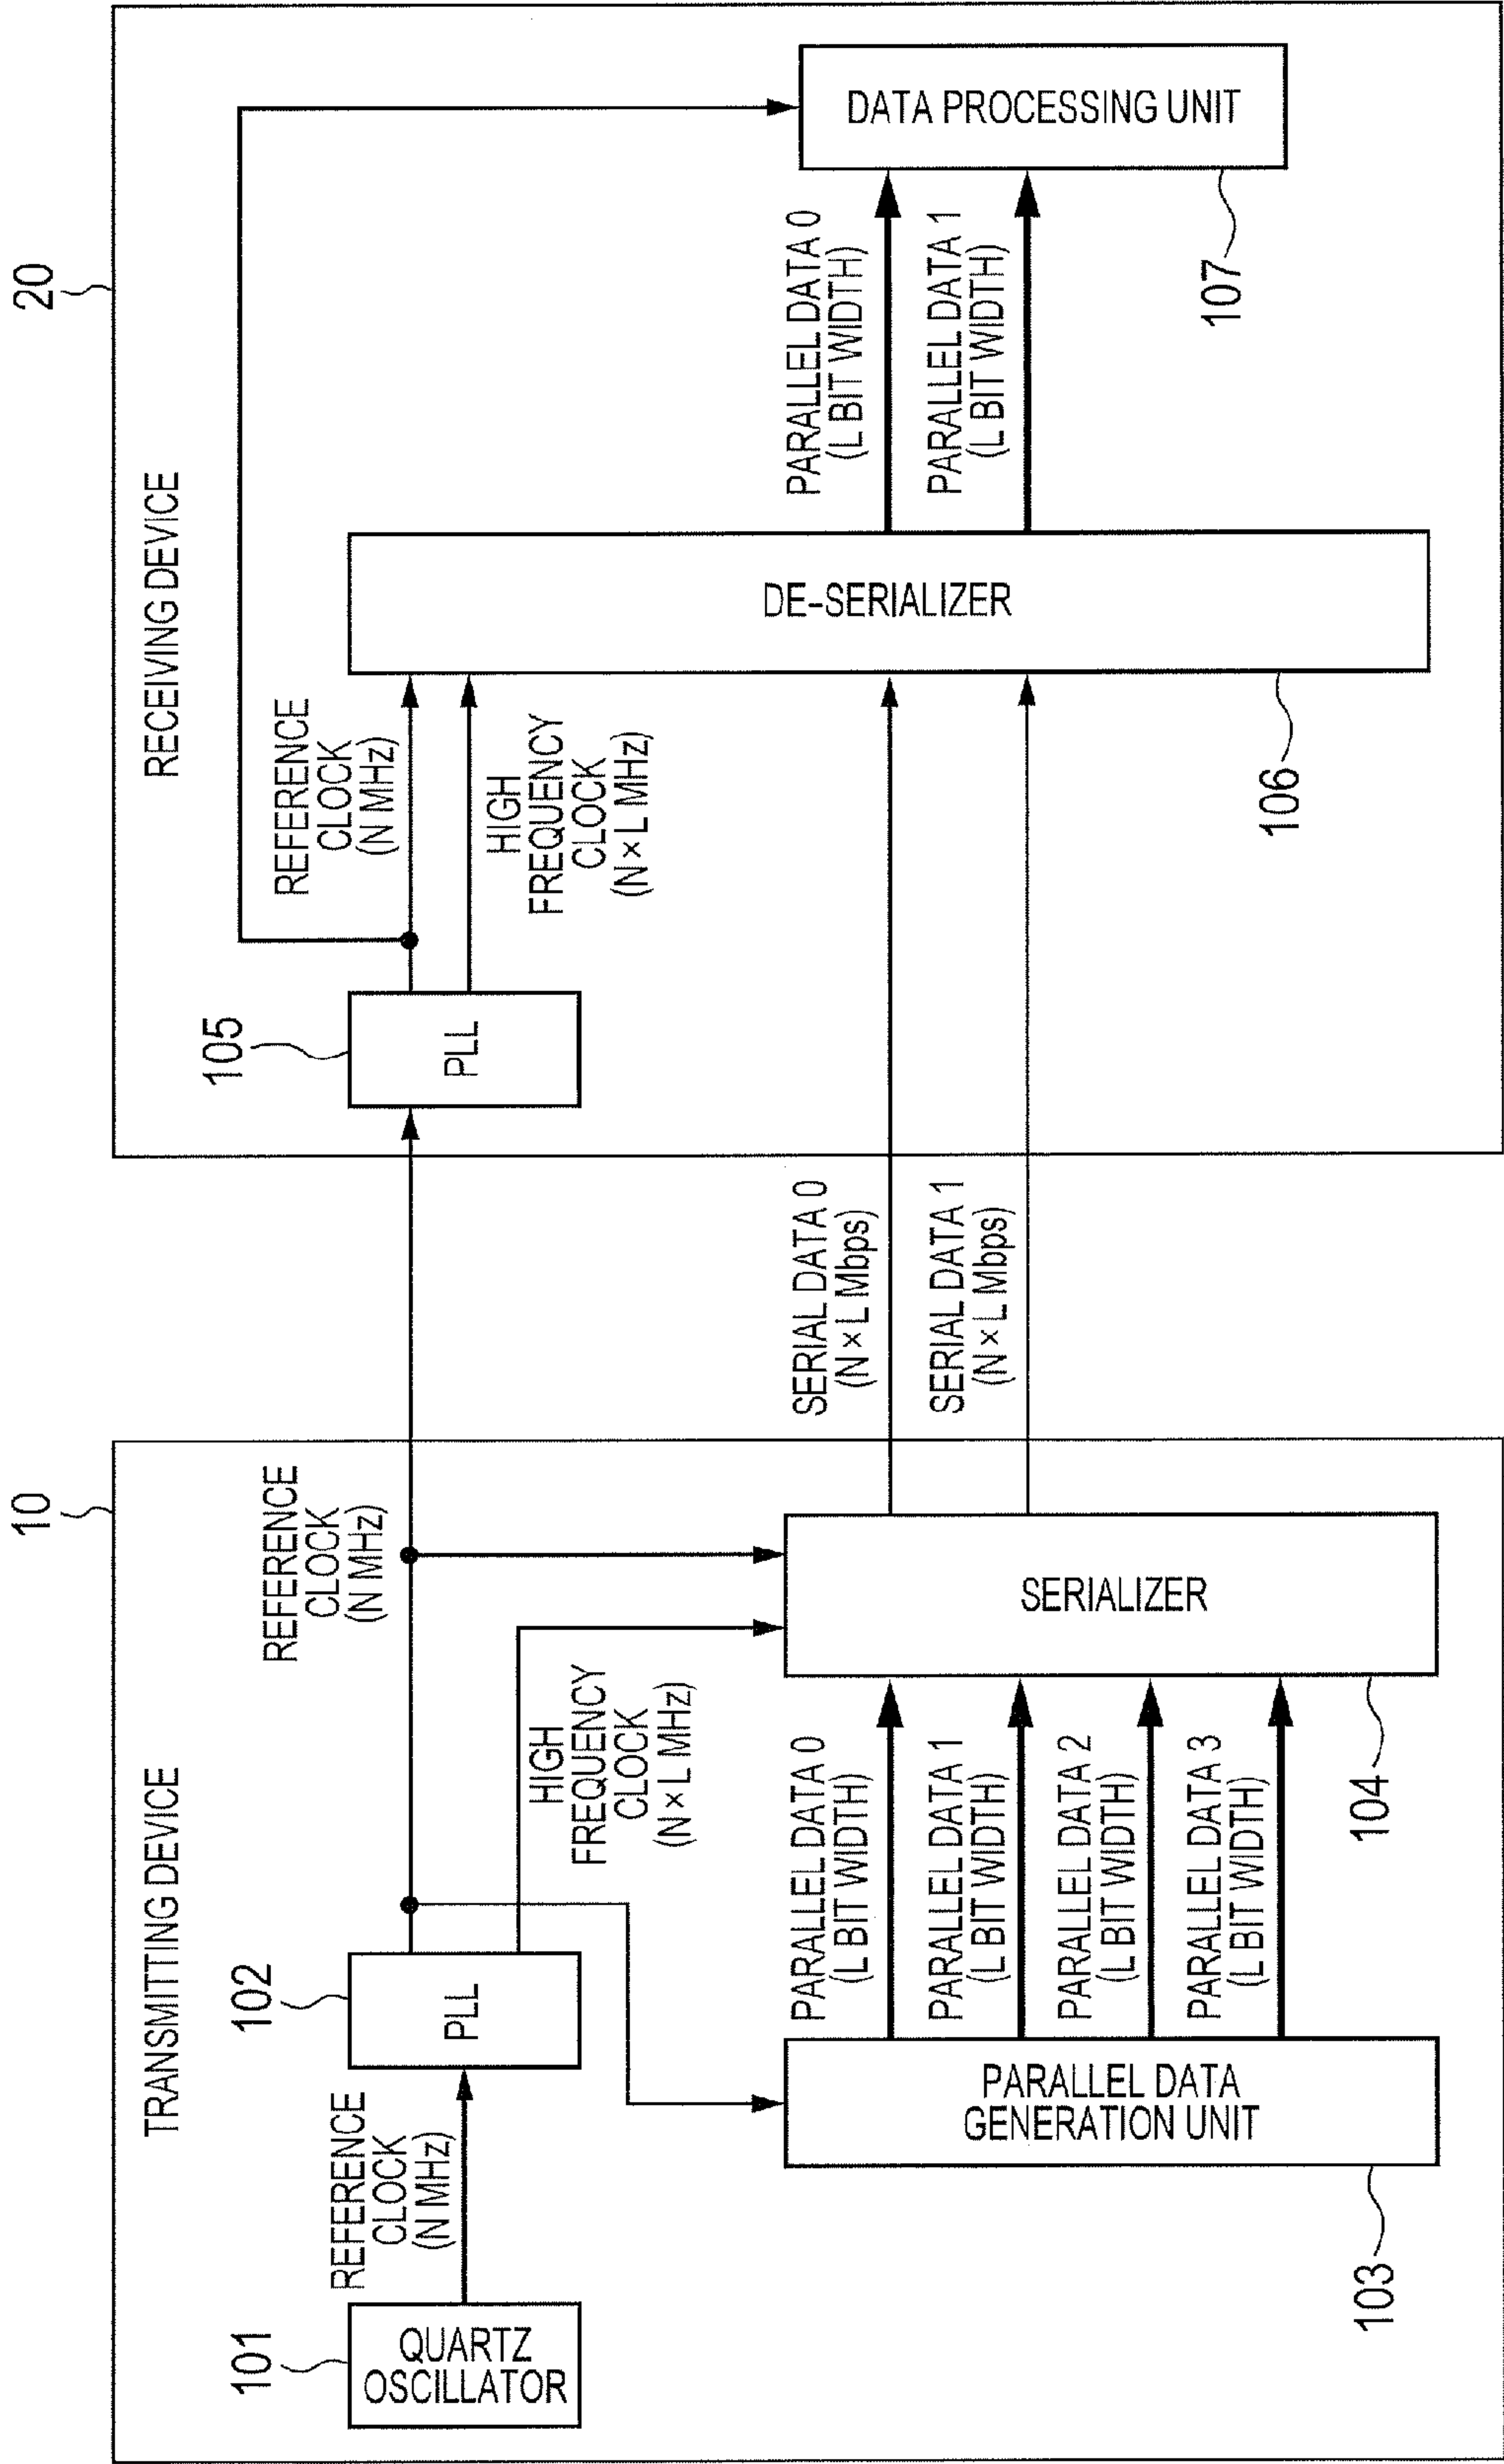 10
TRANSMITTING DEVICE
101
QUARTZ
OSCILLATOR
REFERENCE
CLOCK
(N MHz)
102
PLL
REFERENCE
CLOCK
(N MHz)
HIGH
FREQUENCY
CLOCK
(N×L MHz)
103
PARALLEL DATA
GENERATION UNIT
PARALLEL DATA 0
(L BIT WIDTH)
PARALLEL DATA 1
(L BIT WIDTH)
PARALLEL DATA 2
(L BIT WIDTH)
PARALLEL DATA 3
(L BIT WIDTH)
SERIALIZER
104
SERIAL DATA 0
(N×L Mbps)
SERIAL DATA 1
(N×L Mbps)
20
RECEIVING DEVICE
105
PLL
REFERENCE
CLOCK
(N MHz)
HIGH
FREQUENCY
CLOCK
(N×L MHz)
DE-SERIALIZER
106
PARALLEL DATA 0
(L BIT WIDTH)
PARALLEL DATA 1
(L BIT WIDTH)
DATA PROCESSING UNIT
107